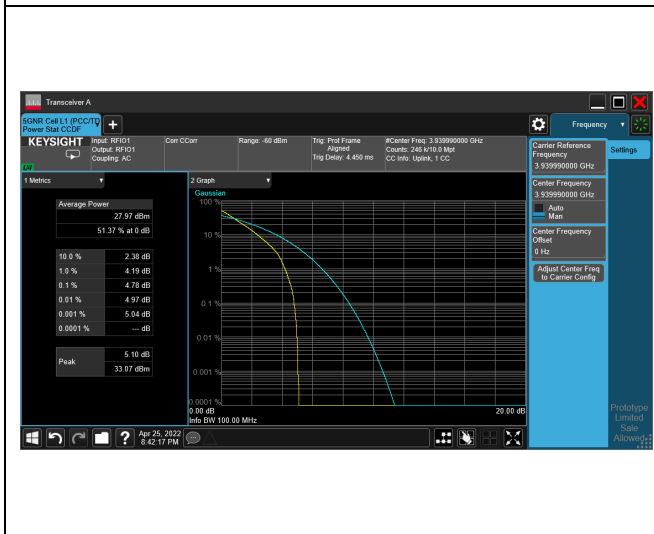 Transceiver A
5GNR Cell L1 (PCC/TD
Power Stat CCDF
Frequency
KEYSIGHT
Input: RFIO1
Output: RFIO1
Coupling: AC
Corr CCorr
Range: -60 dBm
Trig: Prot Frame
Aligned
Trig Delay: 4.450 ms
#Center Freq: 3.939990000 GHz
Counts: 246 k/10.0 Mpt
CC Info: Uplink, 1 CC
1 Metrics
Average Power
27.97 dBm
51.37 % at 0 dB
10.0 % 2.38 dB
1.0 % 4.19 dB
0.1 % 4.78 dB
0.01 % 4.97 dB
0.001 % 5.04 dB
0.0001 % --- dB
Peak
5.10 dB
33.07 dBm
2 Graph
Gaussian
100 %
10 %
1 %
0.1 %
0.01 %
0.001 %
0.0001 %
0.00 dB 20.00 dB
Info BW 100.00 MHz
Carrier Reference
Frequency
3.939990000 GHz
Center Frequency
3.939990000 GHz
Auto
Man
Center Frequency
Offset
0 Hz
Adjust Center Freq
to Carrier Config
Settings
Prototype
Limited
Sale
Allowed
?
Apr 25, 2022
6:42:17 PM